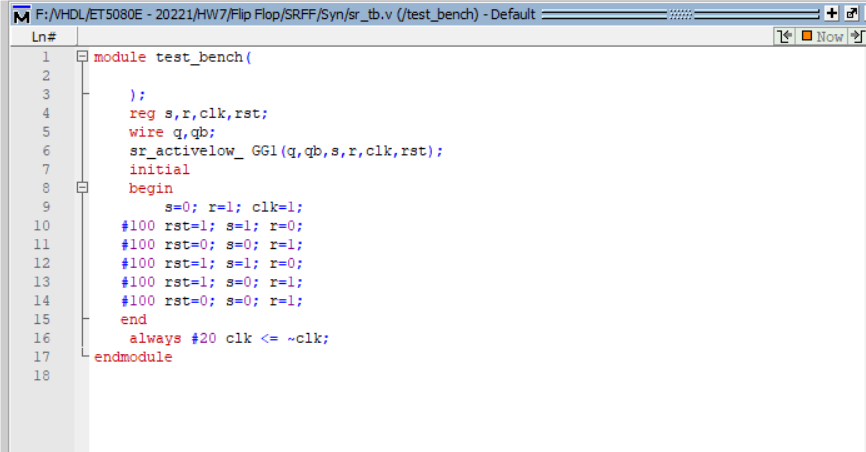 F:/VHDL/ET5080E - 20221/HW7/Flip Flop/SRFF/Syn/sr_tb.v (/test_bench) - Default
Ln#
Now
1 module test_bench(
2
3 );
4 reg s,r,clk,rst;
5 wire q,qb;
6 sr_activelow_ GG1(q,qb,s,r,clk,rst);
7 initial
8 begin
9 s=0; r=1; clk=1;
10 #100 rst=1; s=1; r=0;
11 #100 rst=0; s=0; r=1;
12 #100 rst=1; s=1; r=0;
13 #100 rst=1; s=0; r=1;
14 #100 rst=0; s=0; r=1;
15 end
16 always #20 clk <= ~clk;
17 endmodule
18